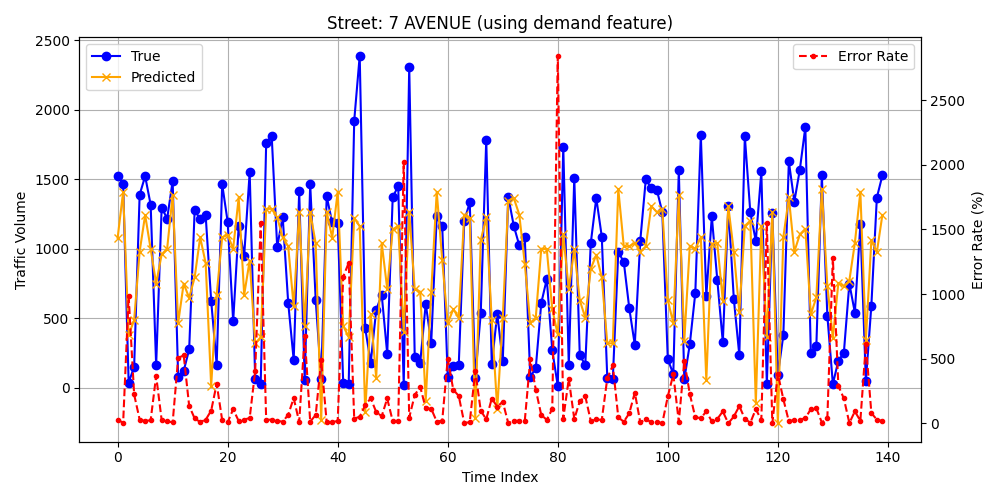 Street: 7 AVENUE (using demand feature)
True
Predicted
Error Rate
2500
2000
1500
1000
500
0
Traffic Volume
2500
2000
1500
1000
500
0
Error Rate (%)
0 20 40 60 80 100 120 140
Time Index